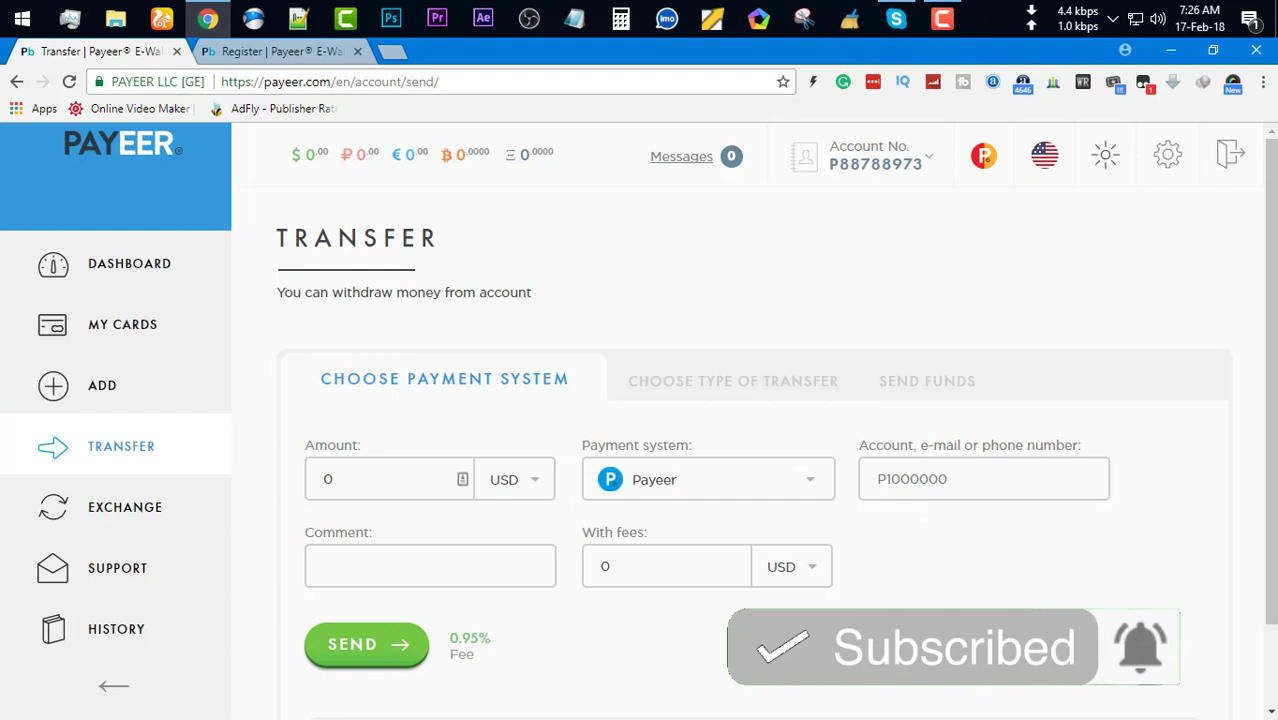 7:26 AM
4.4 kbps
1.0 kbps
17-Feb-18
Transfer | Payeer® E-Wal
Register | Payeer® E-Wal
PAYEER LLC [GE] https://payeer.com/en/account/send/
Apps Online Video Maker AdFly - Publisher Rate
PAYEER
$ 0.00 ₽ 0.00 € 0.00 ₿ 0.0000 Ξ 0.0000
Messages 0
Account No.
P88788973
TRANSFER
You can withdraw money from account
DASHBOARD
MY CARDS
ADD
TRANSFER
EXCHANGE
SUPPORT
HISTORY
CHOOSE PAYMENT SYSTEM CHOOSE TYPE OF TRANSFER SEND FUNDS
Amount: Payment system: Account, e-mail or phone number:
0 USD Payeer P1000000
Comment: With fees:
0 USD
SEND 0.95%
Fee
Subscribed